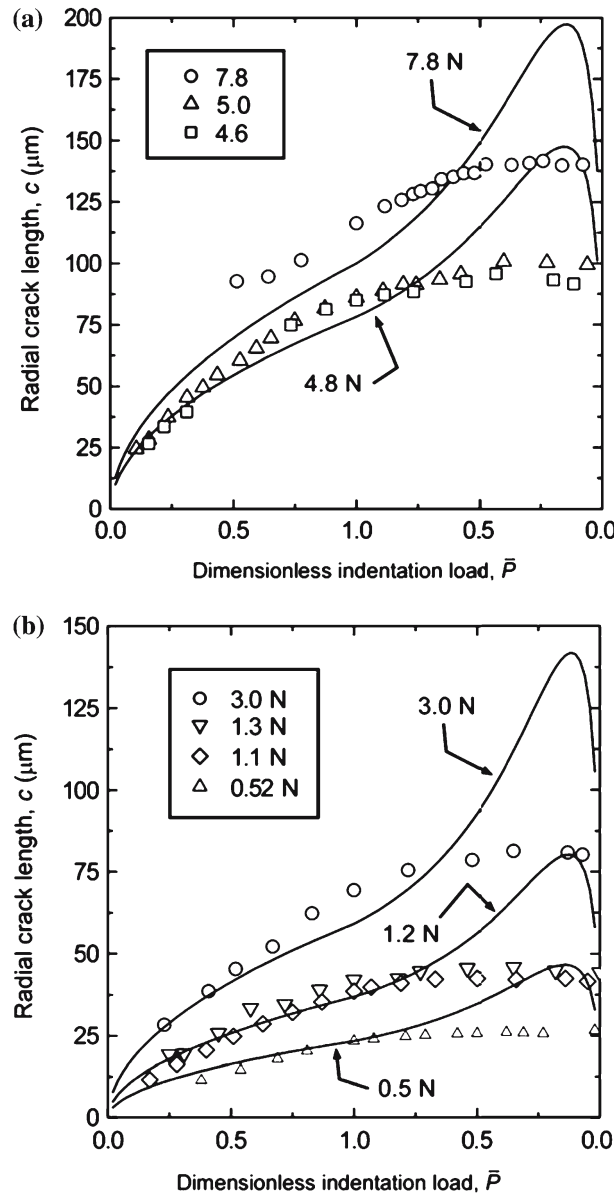 (a)
200
175
150
125
100
75
50
25
0
Radial crack length, c (μm)
7.8
5.0
4.6
7.8 N
4.8 N
0.0 0.5 1.0 0.5 0.0
Dimensionless indentation load, P̄
(b)
150
125
100
75
50
25
0
Radial crack length, c (μm)
3.0 N
1.3 N
1.1 N
0.52 N
3.0 N
1.2 N
0.5 N
0.0 0.5 1.0 0.5 0.0
Dimensionless indentation load, P̄